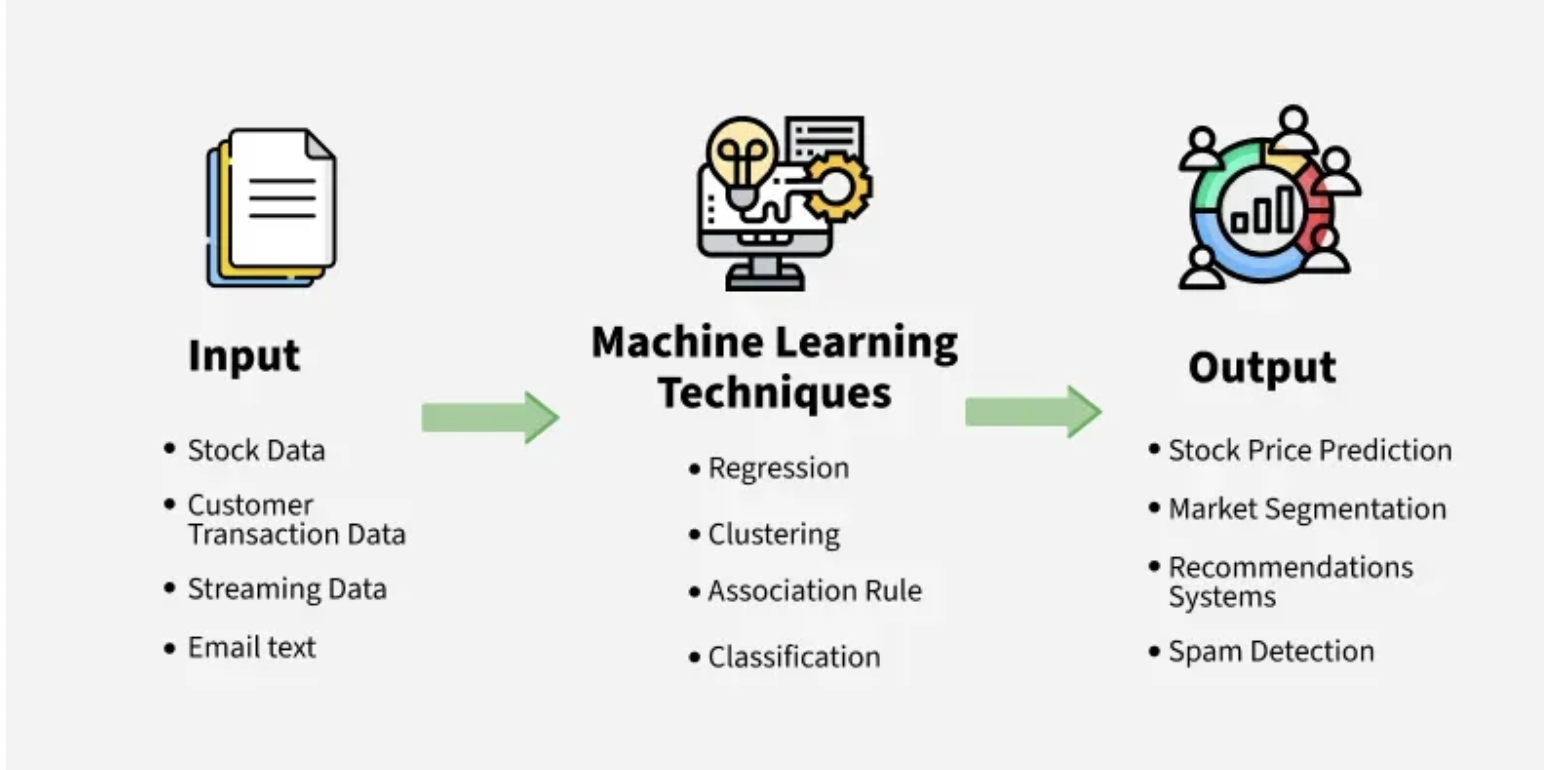 Input
• Stock Data
• Customer
Transaction Data
• Streaming Data
• Email text
Machine Learning
Techniques
• Regression
• Clustering
• Association Rule
• Classification
Output
• Stock Price Prediction
• Market Segmentation
• Recommendations
Systems
• Spam Detection